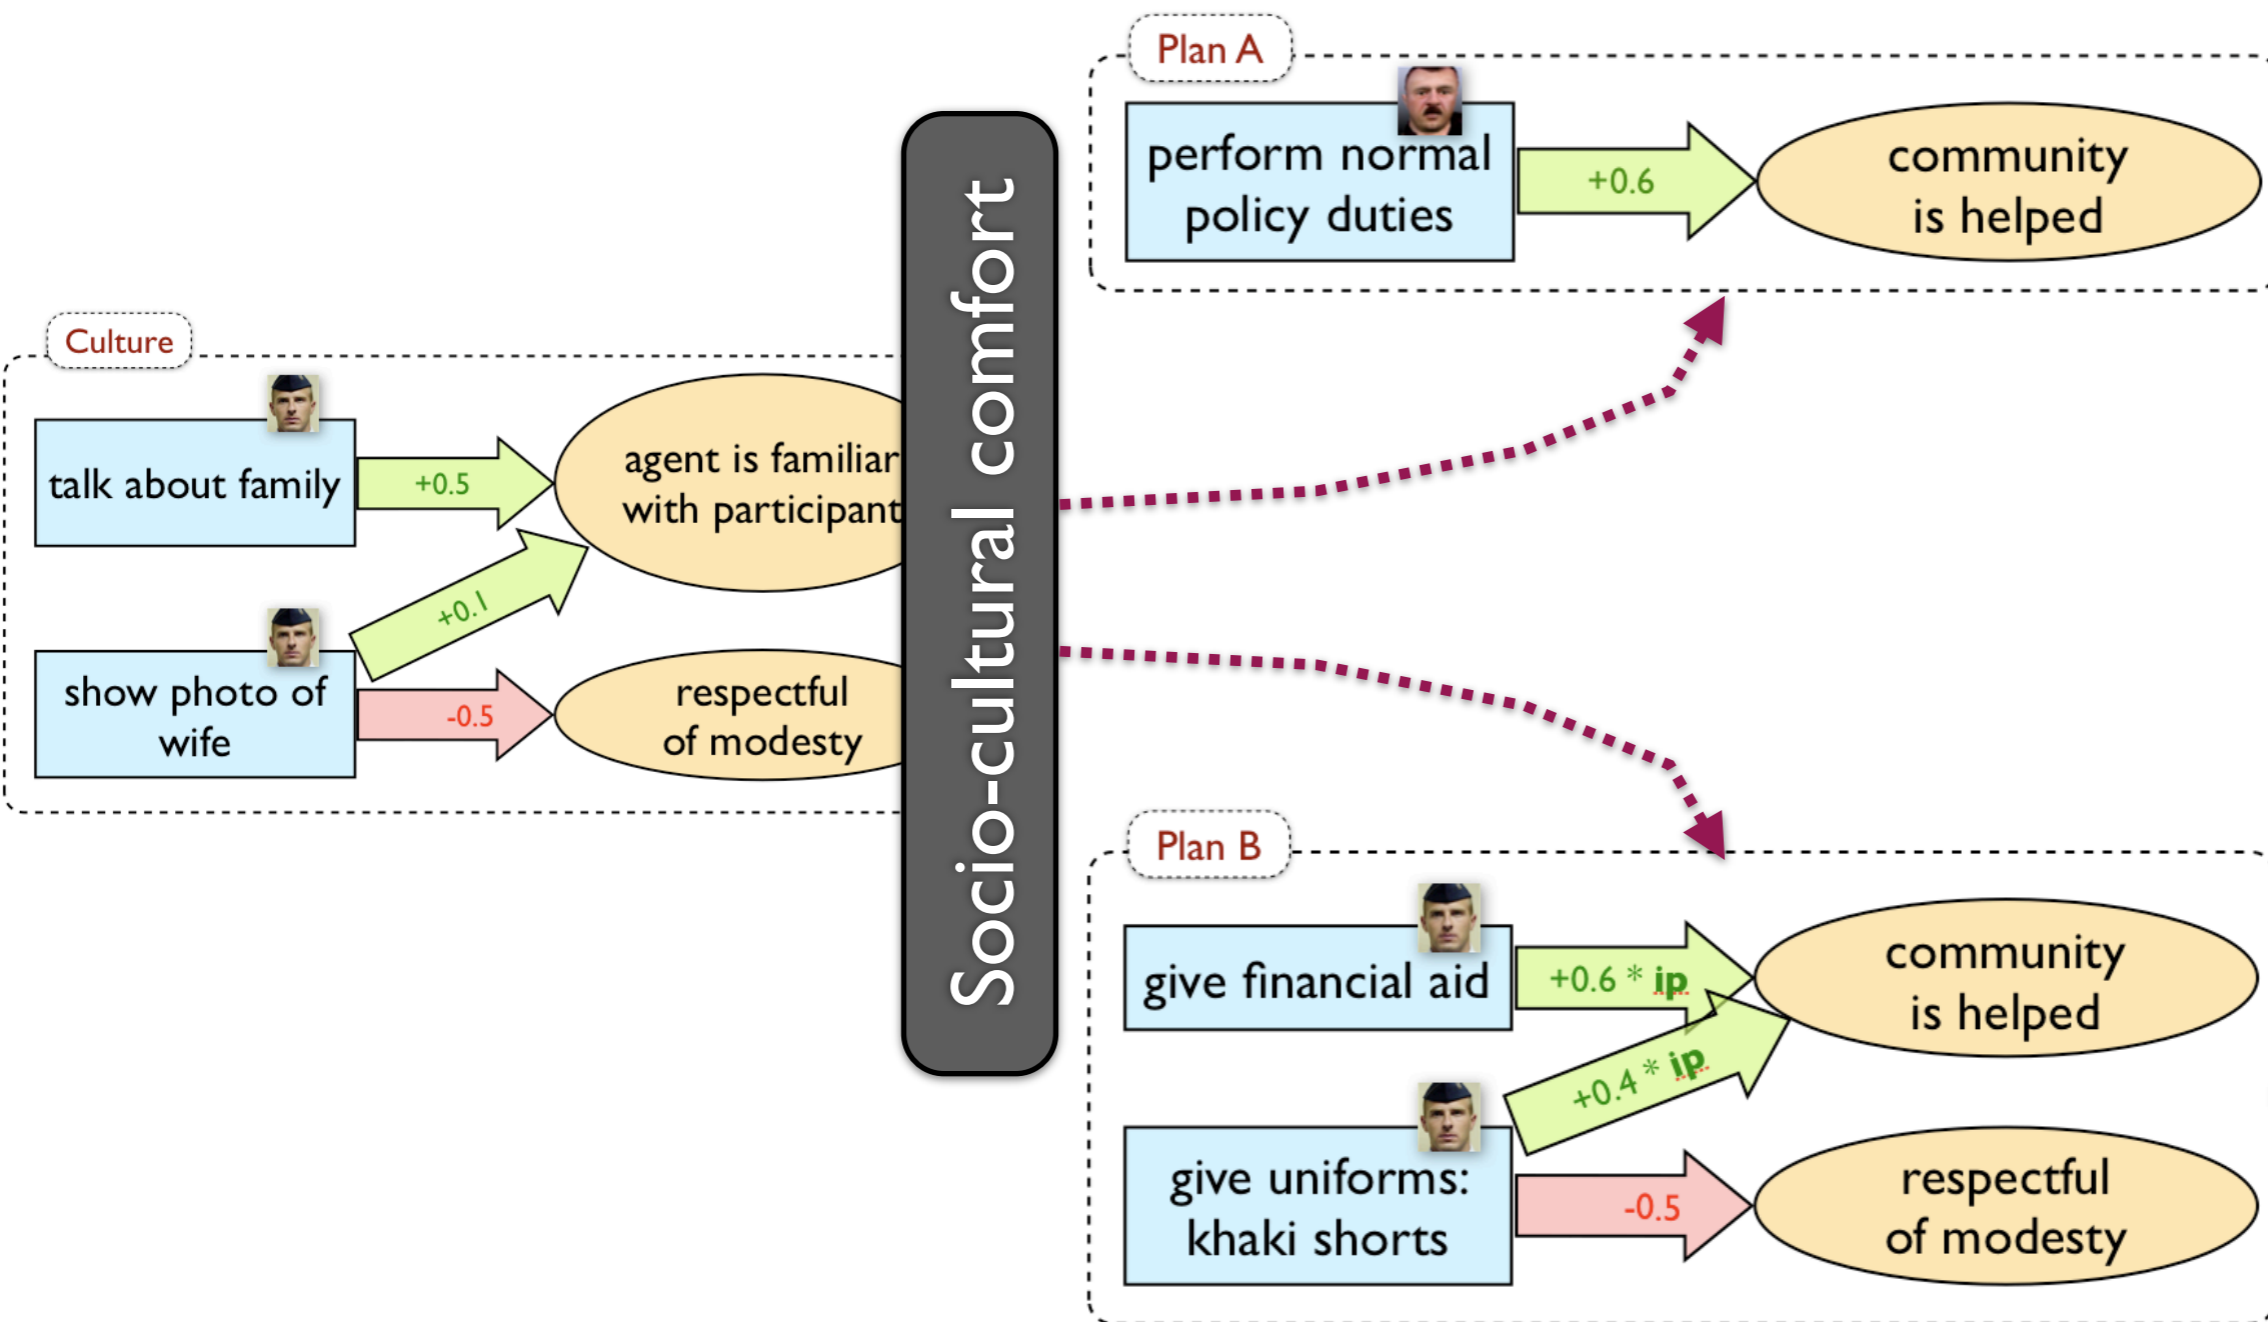 Culture
talk about family
+0.5
agent is familiar
with participant
+0.1
show photo of
wife
-0.5
respectful
of modesty
Socio-cultural comfort
Plan A
perform normal
policy duties
+0.6
community
is helped
Plan B
give financial aid
+0.6 * ip
community
is helped
+0.4 * ip
give uniforms:
khaki shorts
-0.5
respectful
of modesty